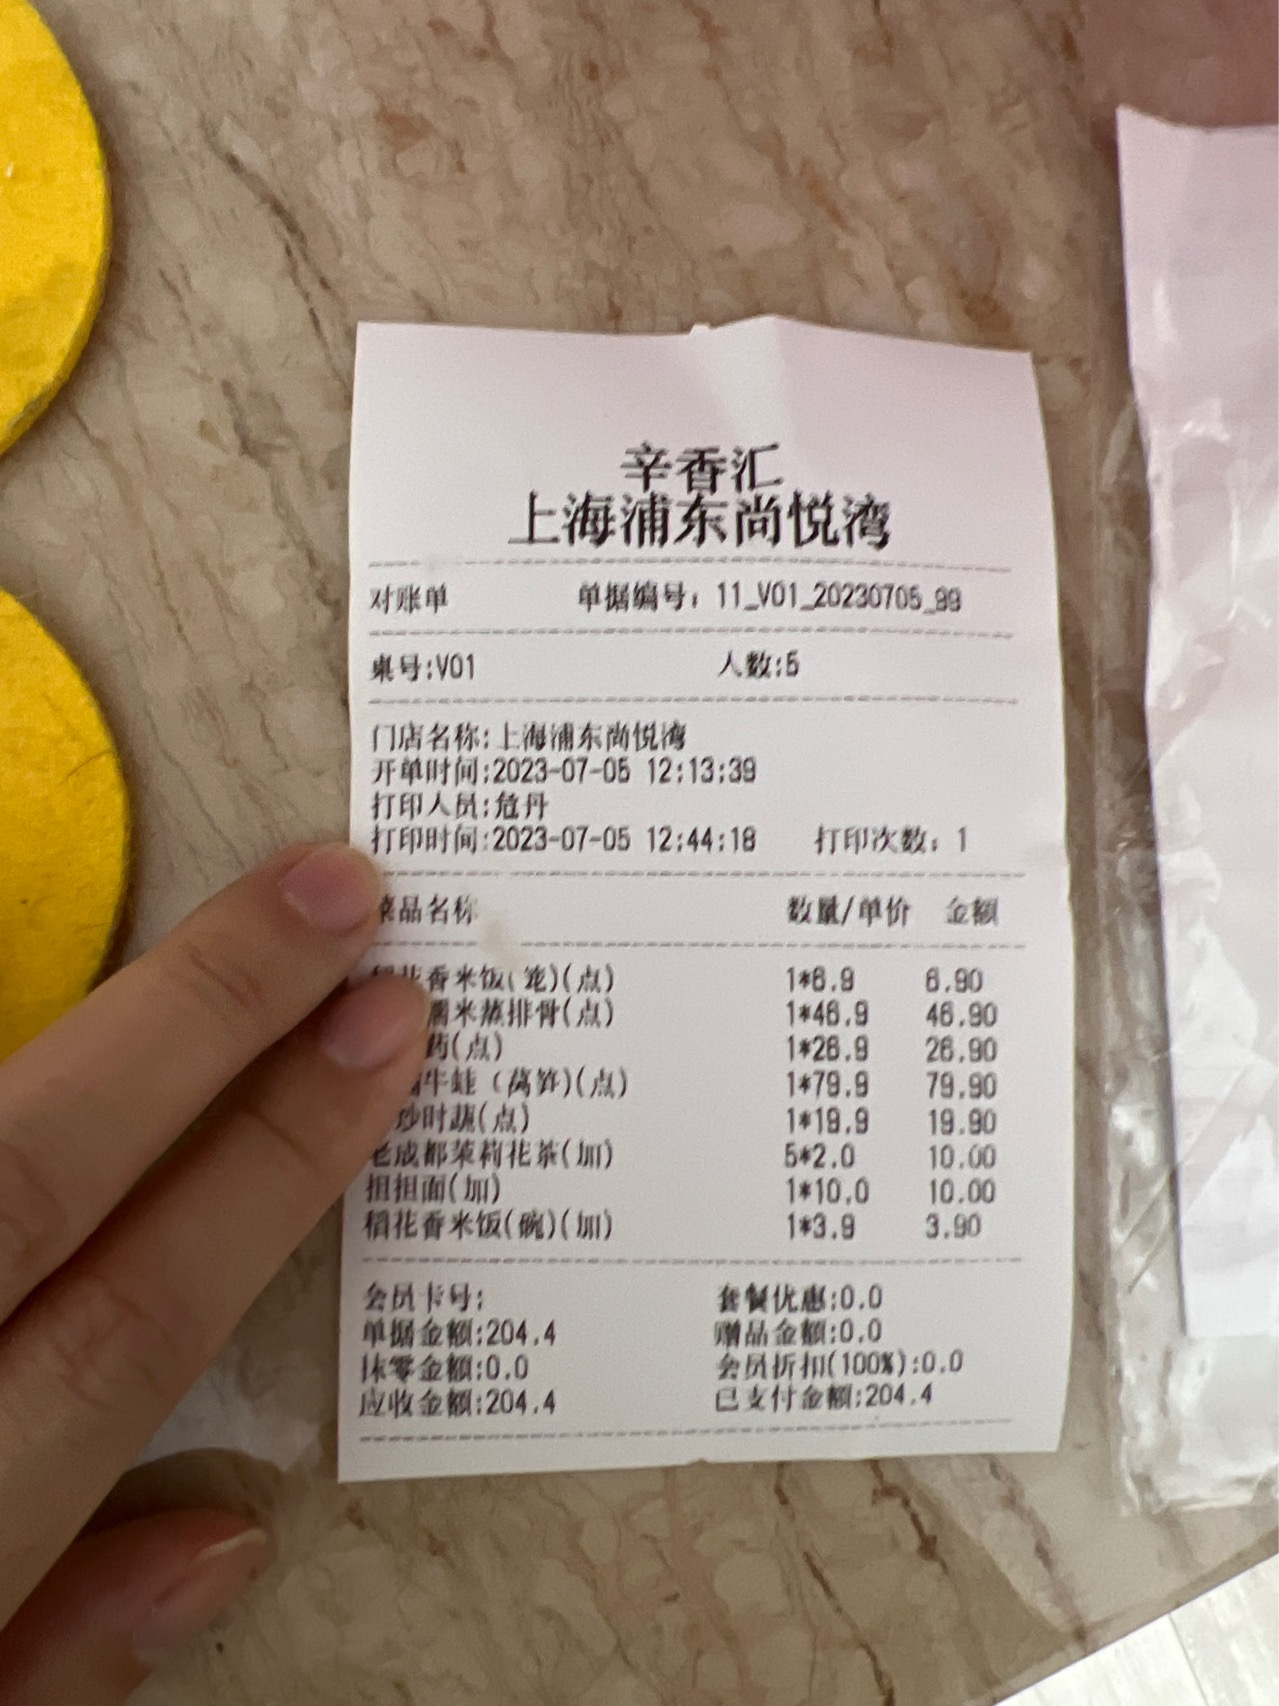 辛香汇
上海浦东尚悦湾
对账单 单据编号：11_V01_20230705_99
桌号:V01 人数:5
门店名称:上海浦东尚悦湾
开单时间:2023-07-05 12:13:39
打印人员:危丹
打印时间:2023-07-05 12:44:18 打印次数：1
菜品名称 数量/单价 金额
稻花香米饭(笼)(点) 1*6.9 6.90
糯米蒸排骨(点) 1*46.9 46.90
药(点) 1*26.9 26.90
牛蛙（莴笋)(点) 1*79.9 79.90
炒时蔬(点) 1*19.9 19.90
老成都茉莉花茶(加) 5*2.0 10.00
担担面(加) 1*10.0 10.00
稻花香米饭(碗)(加) 1*3.9 3.90
会员卡号: 套餐优惠:0.0
单据金额:204.4 赠品金额:0.0
抹零金额:0.0 会员折扣(100%):0.0
应收金额:204.4 已支付金额:204.4